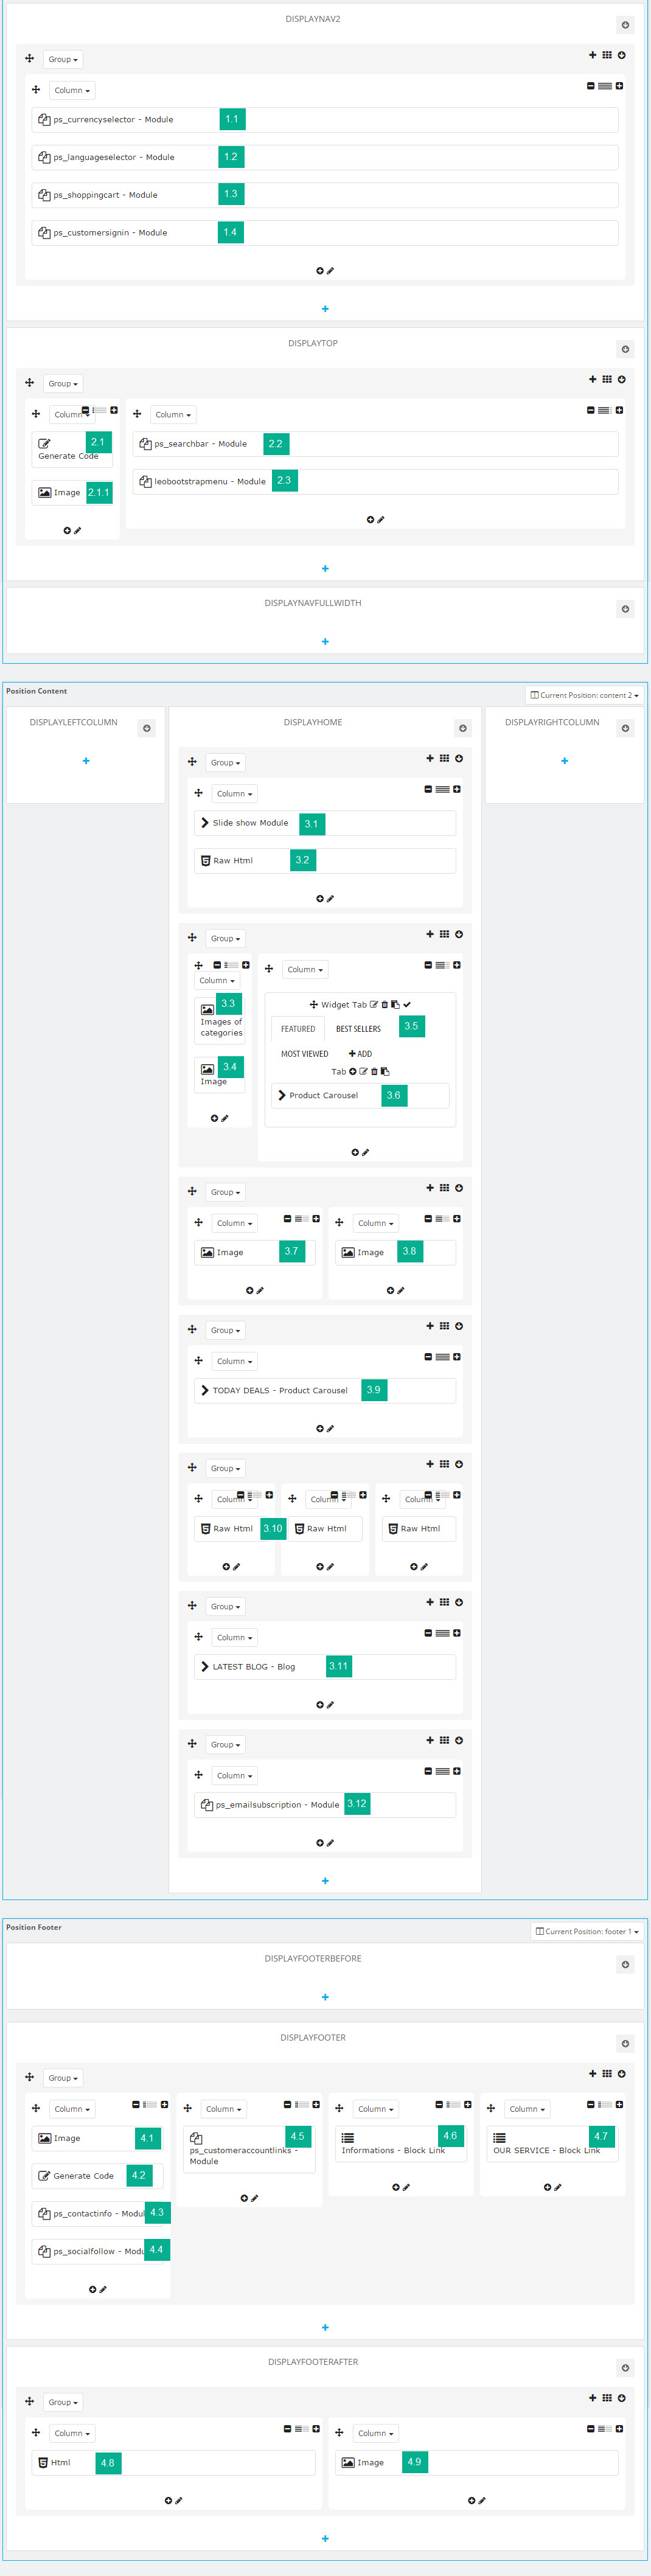 DISPLAYNAV2
Group
Column
ps_currencyselector - Module 1.1
ps_languageselector - Module 1.2
ps_shoppingcart - Module 1.3
ps_customersignin - Module 1.4
DISPLAYTOP
Group
Column Column
2.1 ps_searchbar - Module 2.2
Generate Code
Image 2.1.1 leobootstrapmenu - Module 2.3
DISPLAYNAVFULLWIDTH
Position Content Current Position: content 2
DISPLAYLEFTCOLUMN DISPLAYHOME DISPLAYRIGHTCOLUMN
Group
Column
Slide show Module 3.1
Raw Html 3.2
Group
Column Column
3.3 Widget Tab
Images of categories FEATURED BEST SELLERS 3.5
MOST VIEWED ADD
3.4 Tab
Image Product Carousel 3.6
Group
Column Column
Image 3.7 Image 3.8
Group
Column
TODAY DEALS - Product Carousel 3.9
Group
Column Column Column
Raw Html 3.10 Raw Html Raw Html
Group
Column
LATEST BLOG - Blog 3.11
Group
Column
ps_emailsubscription - Module 3.12
Position Footer Current Position: footer 1
DISPLAYFOOTERBEFORE
DISPLAYFOOTER
Group
Column Column Column Column
Image 4.1 4.5 4.6 4.7
ps_customeraccountlinks - Module Informations - Block Link OUR SERVICE - Block Link
Generate Code 4.2
ps_contactinfo - Modul 4.3
ps_socialfollow - Modu 4.4
DISPLAYFOOTERAFTER
Group
Column Column
Html 4.8 Image 4.9